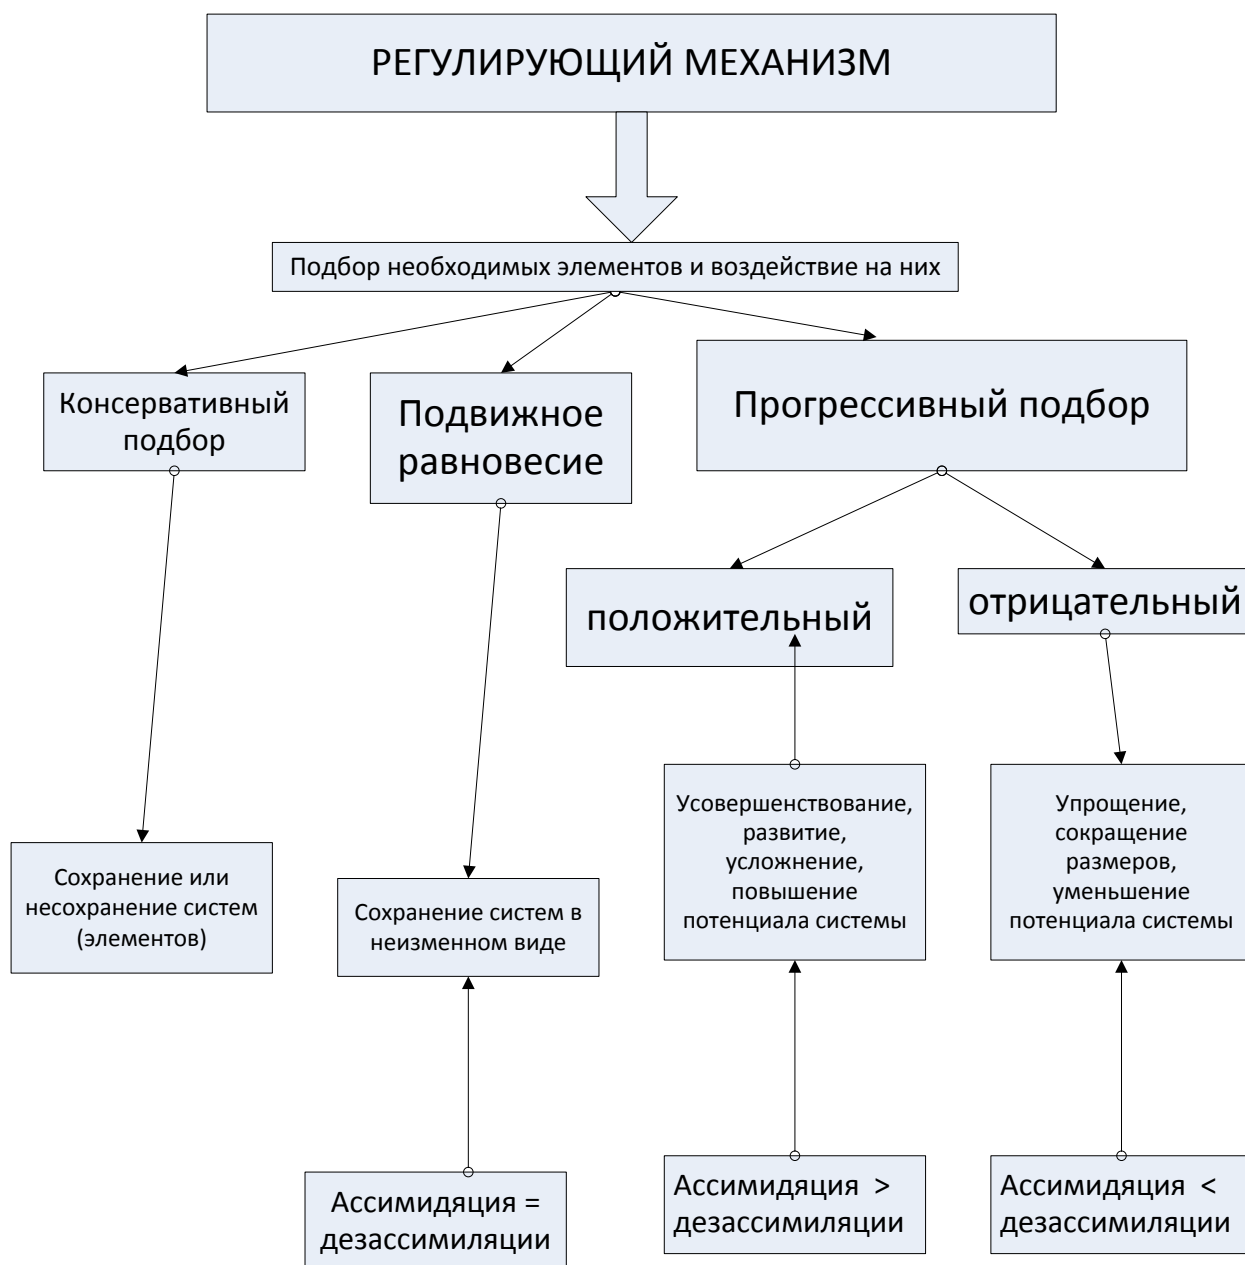 РЕГУЛИРУЮЩИЙ МЕХАНИЗМ
Подбор необходимых элементов и воздействие на них
Консервативный
подбор
Подвижное
равновесие
Прогрессивный подбор
положительный
отрицательный
Сохранение или
несохранение систем
(элементов)
Сохранение систем в
неизменном виде
Усовершенствование,
развитие,
усложнение,
повышение
потенциала системы
Упрощение,
сокращение
размеров,
уменьшение
потенциала системы
Ассимидяция =
дезассимиляции
Ассимидяция >
дезассимиляции
Ассимидяция <
дезассимиляции